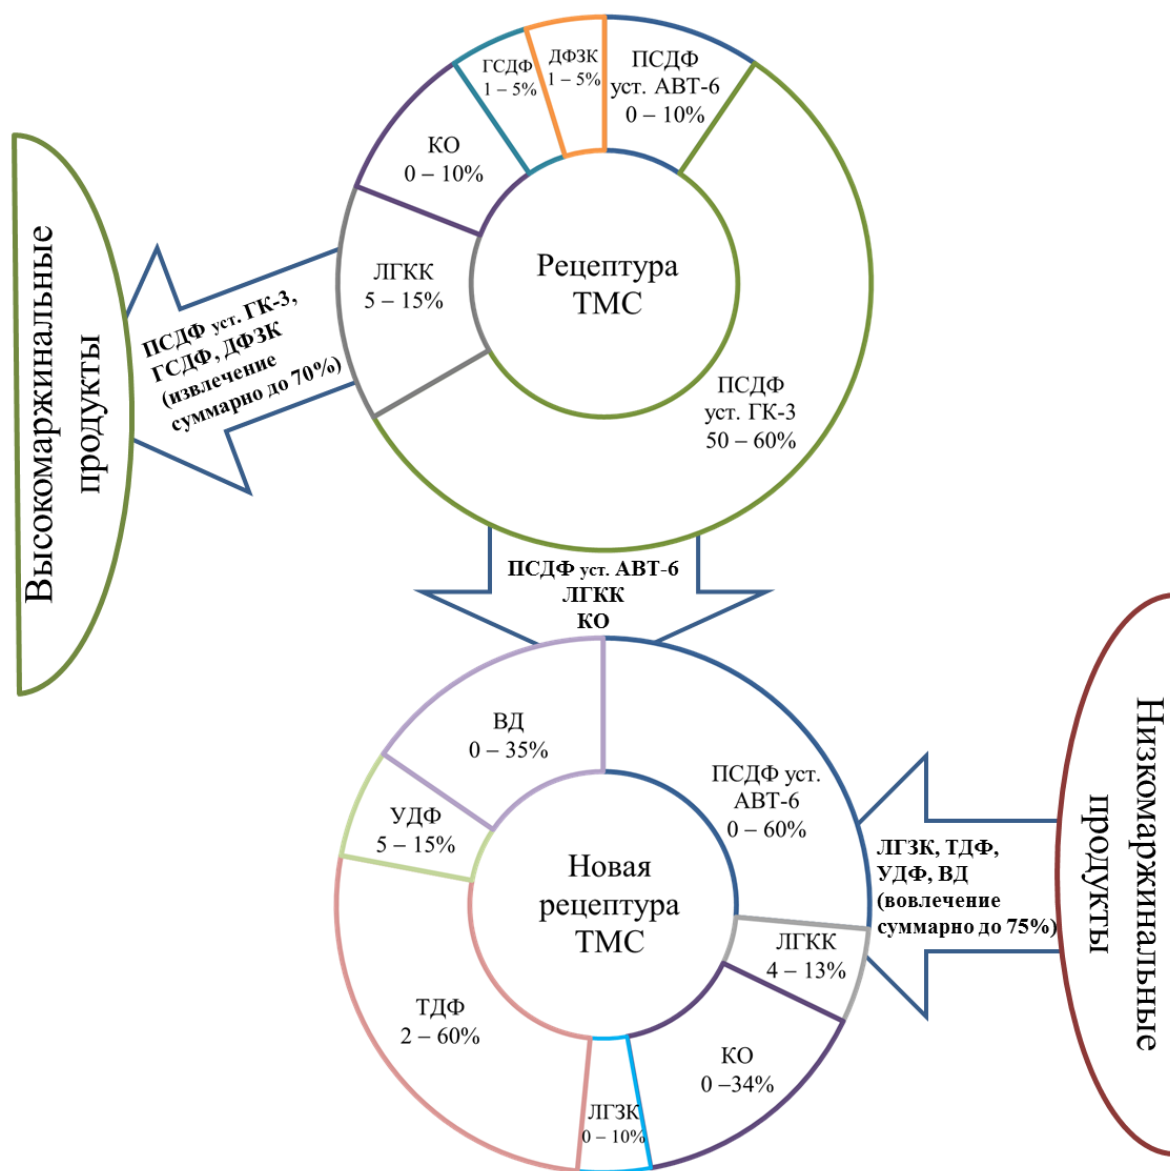 ПСДФ
уст. АВТ-6
0 – 10%
ДФЗК
1 – 5%
ГСДФ
1 – 5%
КО
0 – 10%
ЛГКК
5 – 15%
Рецептура
ТМС
ПСДФ
уст. ГК-3
50 – 60%
Высокомаржинальные
продукты
ПСДФ уст. ГК-3,
ГСДФ, ДФЗК
(извлечение
суммарно до 70%)
ПСДФ уст. АВТ-6
ЛГКК
КО
ВД
0 – 35%
ПСДФ уст.
АВТ-6
0 – 60%
УДФ
5 – 15%
Новая
рецептура
ТМС
ЛГКК
4 – 13%
ТДФ
2 – 60%
КО
0 –34%
ЛГЗК
0 – 10%
ЛГЗК, ТДФ,
УДФ, ВД
(вовлечение
суммарно до 75%)
Низкомаржинальные
продукты